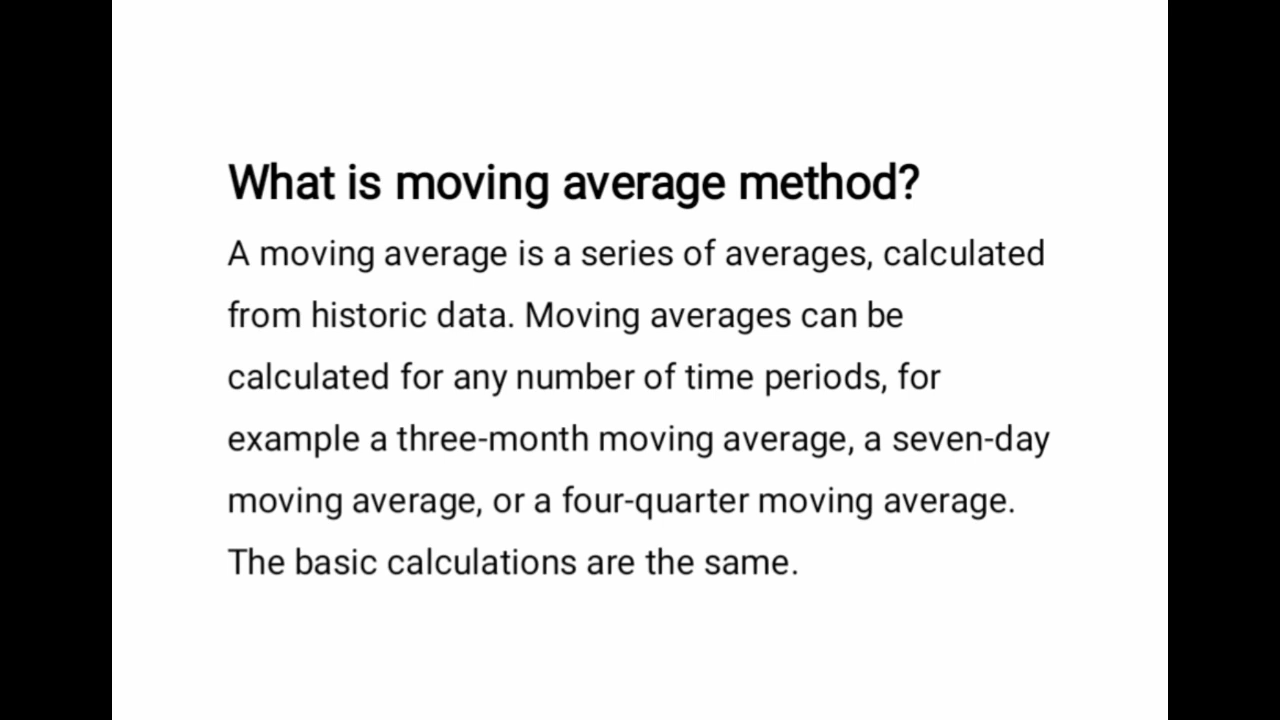 What is moving average method?
A moving average is a series of averages, calculated
from historic data. Moving averages can be
calculated for any number of time periods, for
example a three-month moving average, a seven-day
moving average, or a four-quarter moving average.
The basic calculations are the same.